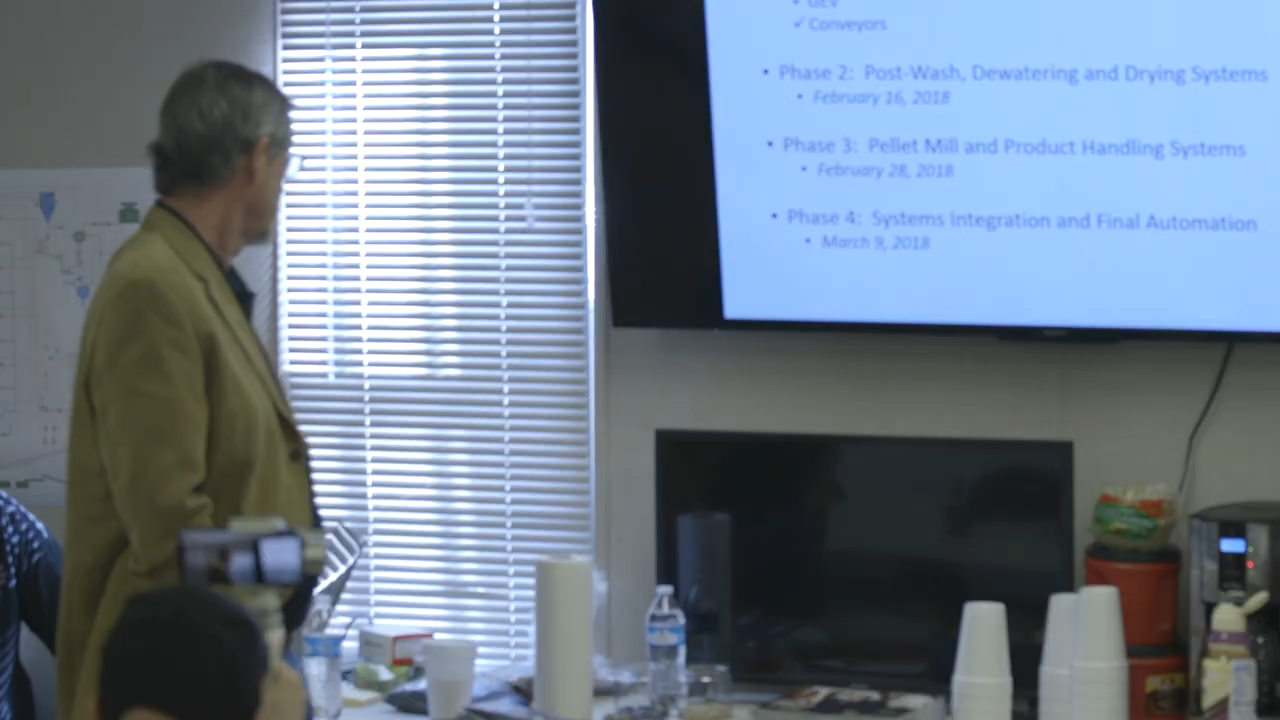 GEV
✓ Conveyors
• Phase 2: Post-Wash, Dewatering and Drying Systems
• February 16, 2018
• Phase 3: Pellet Mill and Product Handling Systems
• February 28, 2018
• Phase 4: Systems Integration and Final Automation
• March 9, 2018